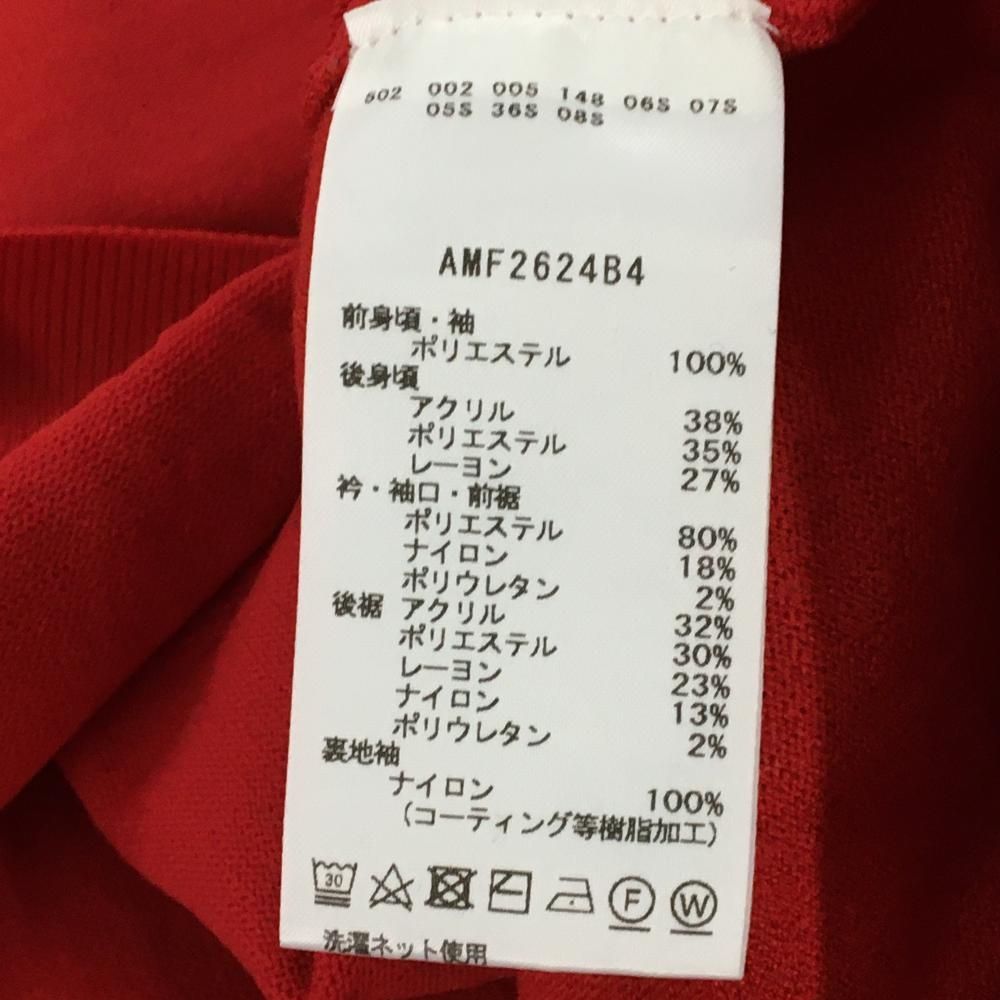 502 002 005 148 06S 07S
05S 36S 08S
AMF2624B4
前身頃・袖
ポリエステル 100%
後身頃
アクリル 38%
ポリエステル 35%
レーヨン 27%
衿・袖口・前裾
ポリエステル 80%
ナイロン 18%
ポリウレタン 2%
後裾 アクリル 32%
ポリエステル 30%
レーヨン 23%
ナイロン 13%
ポリウレタン 2%
裏地袖
ナイロン 100%
(コーティング等樹脂加工)
30 F W
洗濯ネット使用